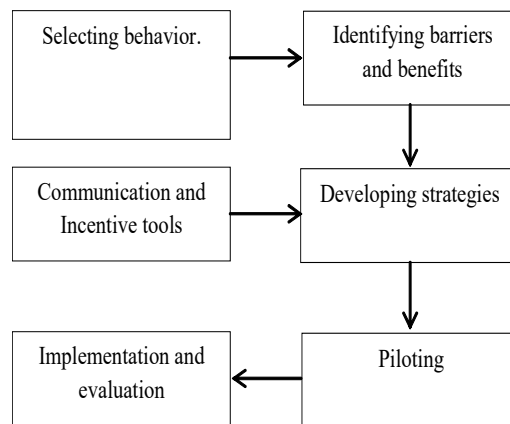 Selecting behavior.
Identifying barriers
and benefits
Communication and
Incentive tools
Developing strategies
Implementation and
evaluation
Piloting